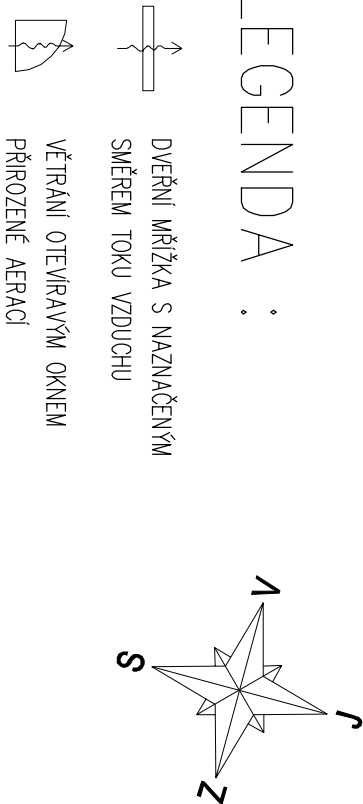 LEGENDA :
DVEŘNÍ MŘÍŽKA S NAZNAČENÝM
SMĚREM TOKU VZDUCHU
VĚTRÁNÍ OTEVÍRAVÝM OKNEM
PŘIROZENÉ AERACÍ
J
V
Z
S